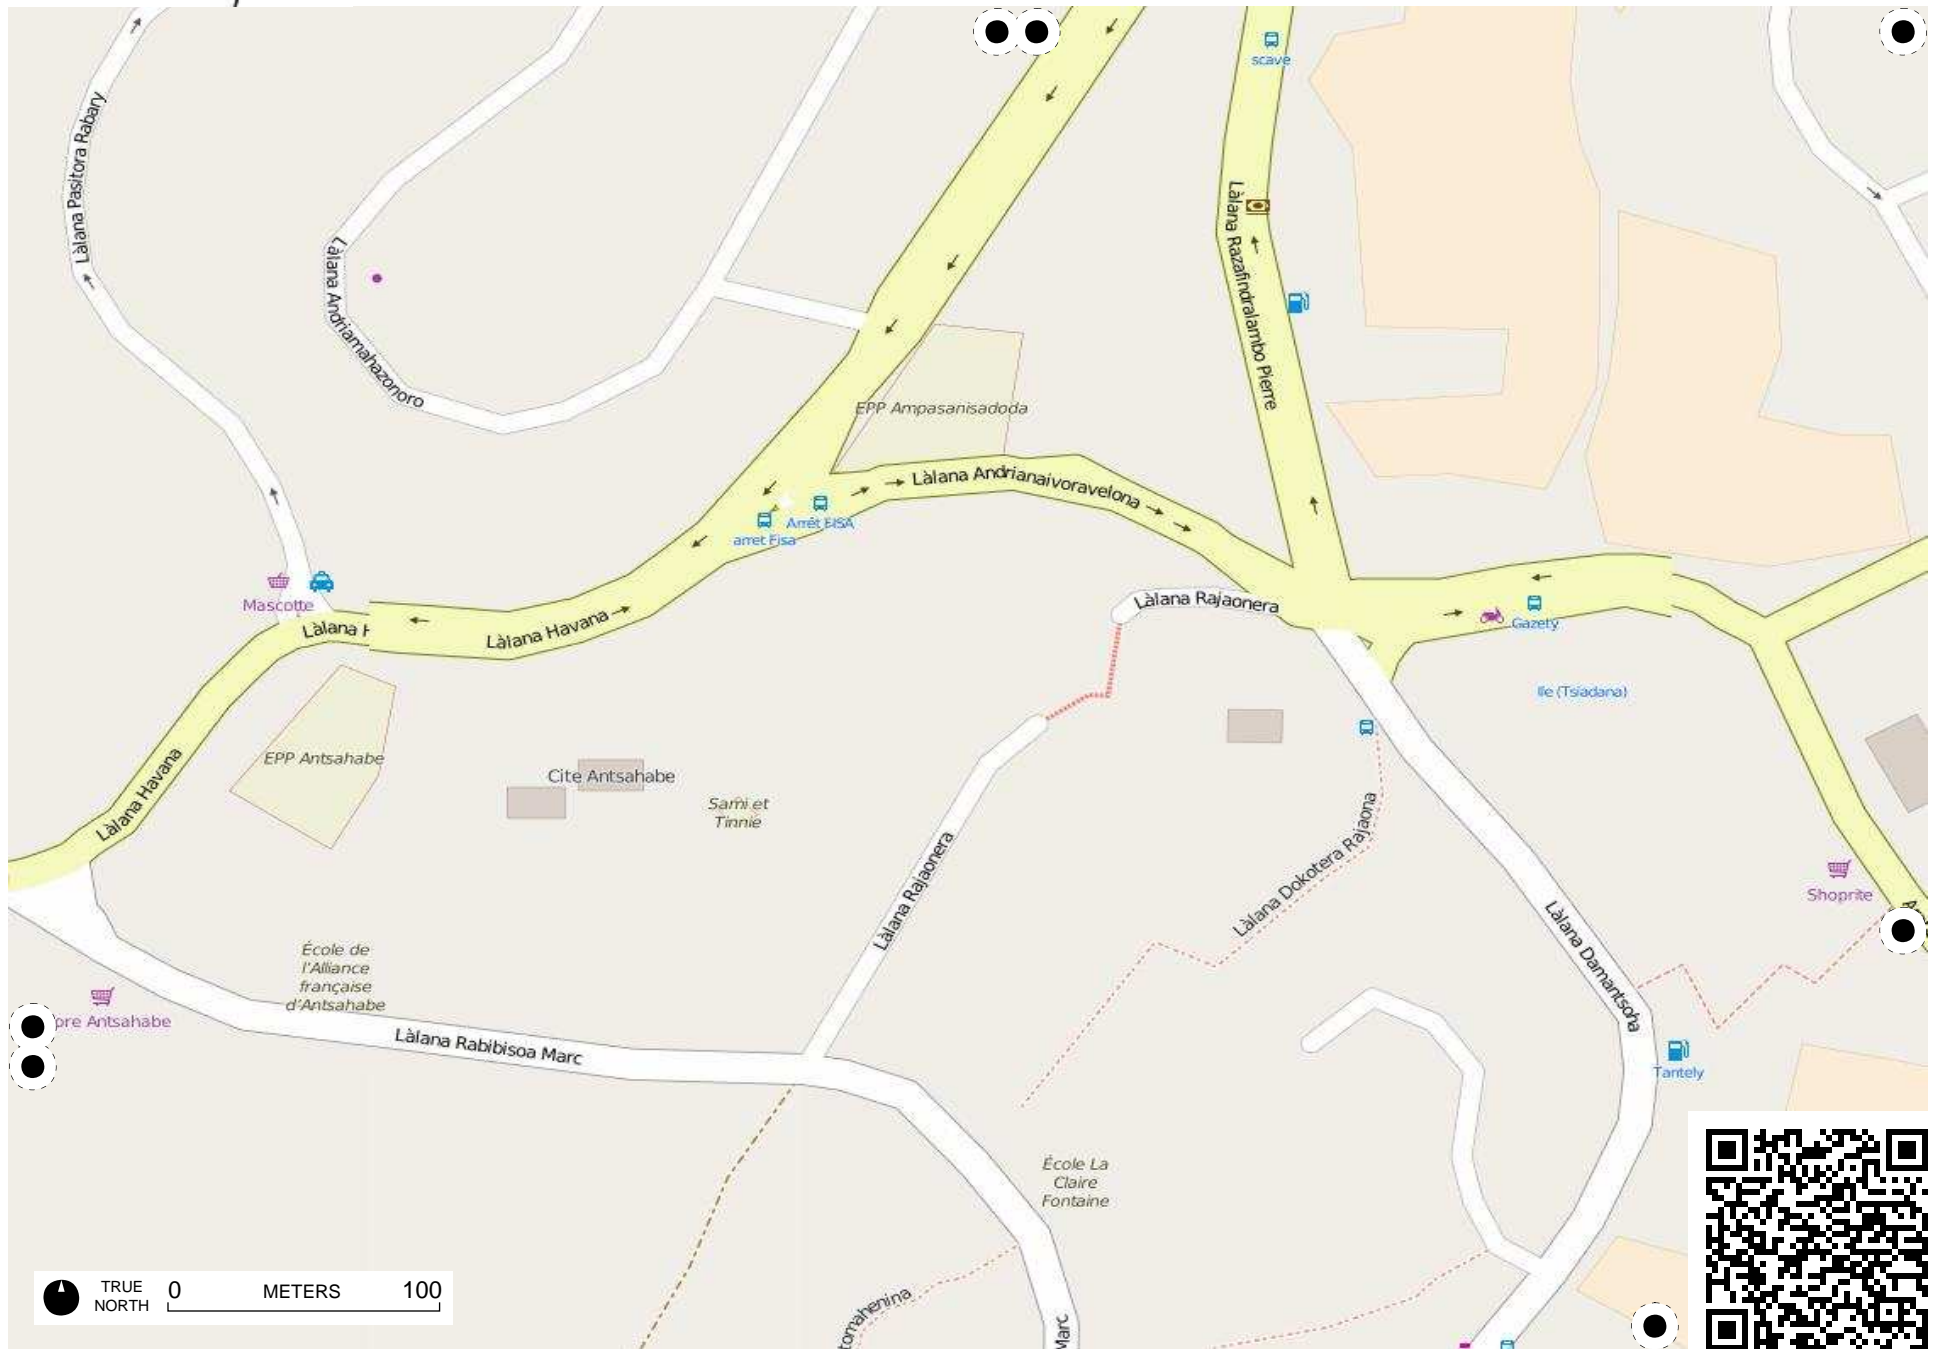 scave
Làlana Pasitora Rabary
Làlana Andriamahazonoro
Làlana Razafindralambo Pierre
EPP Ampasanisadoda
Làlana Andrianaivoravelona
Arrêt EISA
arret Fisa
Mascotte
Làlana H
Làlana Havana
Làlana Rajaonera
Gazety
Ile (Tsiadana)
EPP Antsahabe
Làlana Havana
Cite Antsahabe
Sami et
Tinnie
Làlana Rajaonera
Làlana Dokotera Rajaona
Làlana Damantsoha
Shoprite
École de
l'Alliance
française
d'Antsahabe
pre Antsahabe
Làlana Rabibisoa Marc
Tantely
École La
Claire
Fontaine
tomahenina
Marc
TRUE
NORTH
0 METERS 100